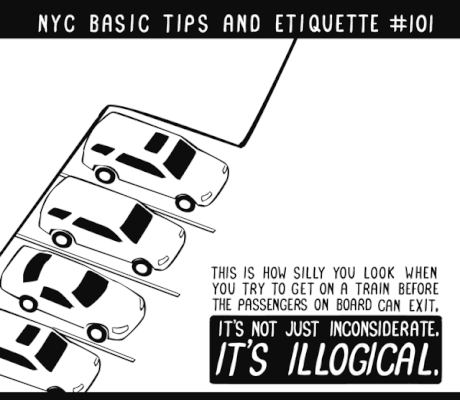 NYC BASIC TIPS AND ETIQUETTE #101
THIS IS HOW SILLY YOU LOOK WHEN
YOU TRY TO GET ON A TRAIN BEFORE
THE PASSENGERS ON BOARD CAN EXIT.
IT'S NOT JUST INCONSIDERATE.
IT'S ILLOGICAL.